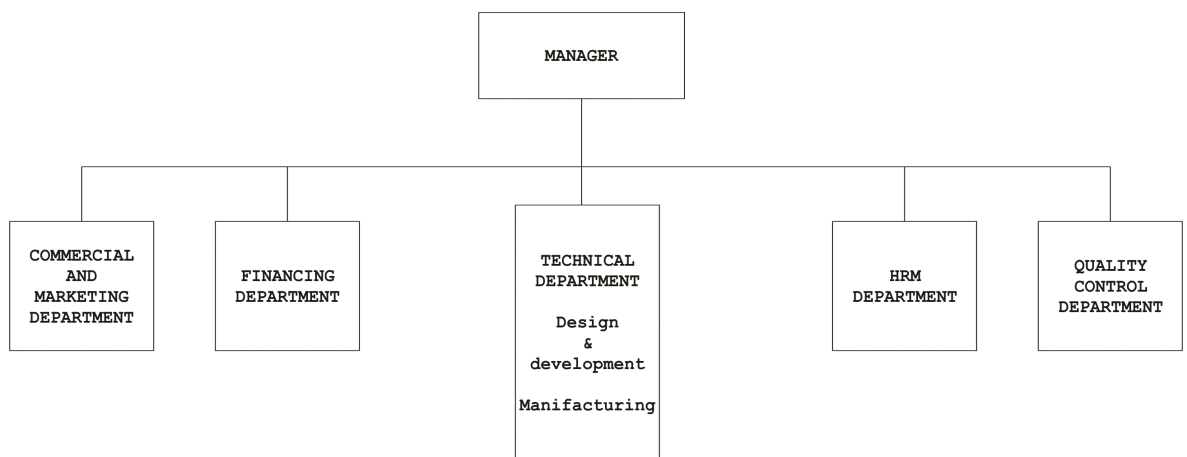 MANAGER
COMMERCIAL
AND
MARKETING
DEPARTMENT
FINANCING
DEPARTMENT
TECHNICAL
DEPARTMENT
Design
&
development
Manifacturing
HRM
DEPARTMENT
QUALITY
CONTROL
DEPARTMENT